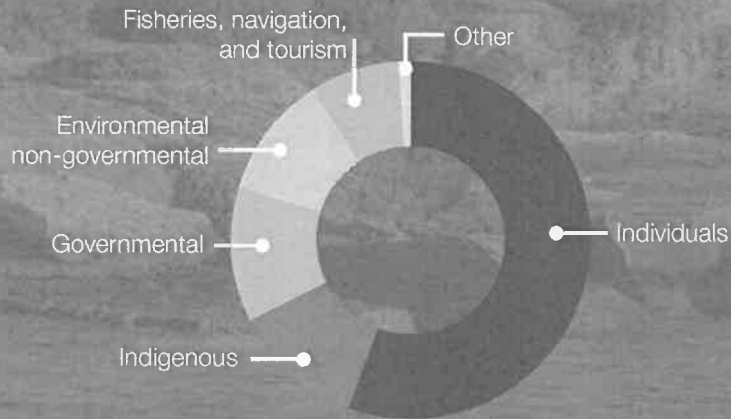 Fisheries, navigation,
and tourism
Other
Environmental
non-governmental
Individuals
Governmental
Indigenous